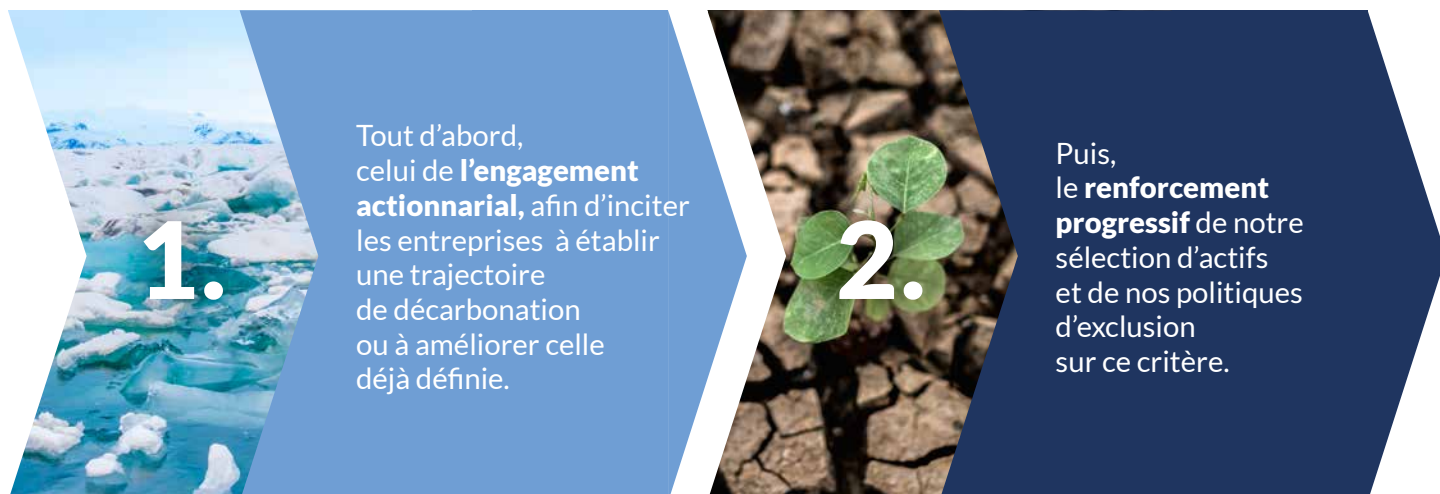 1.
Tout d’abord,
celui de l’engagement
actionnarial, afin d’inciter
les entreprises à établir
une trajectoire
de décarbonation
ou à améliorer celle
déjà définie.
2.
Puis,
le renforcement
progressif de notre
sélection d’actifs
et de nos politiques
d’exclusion
sur ce critère.